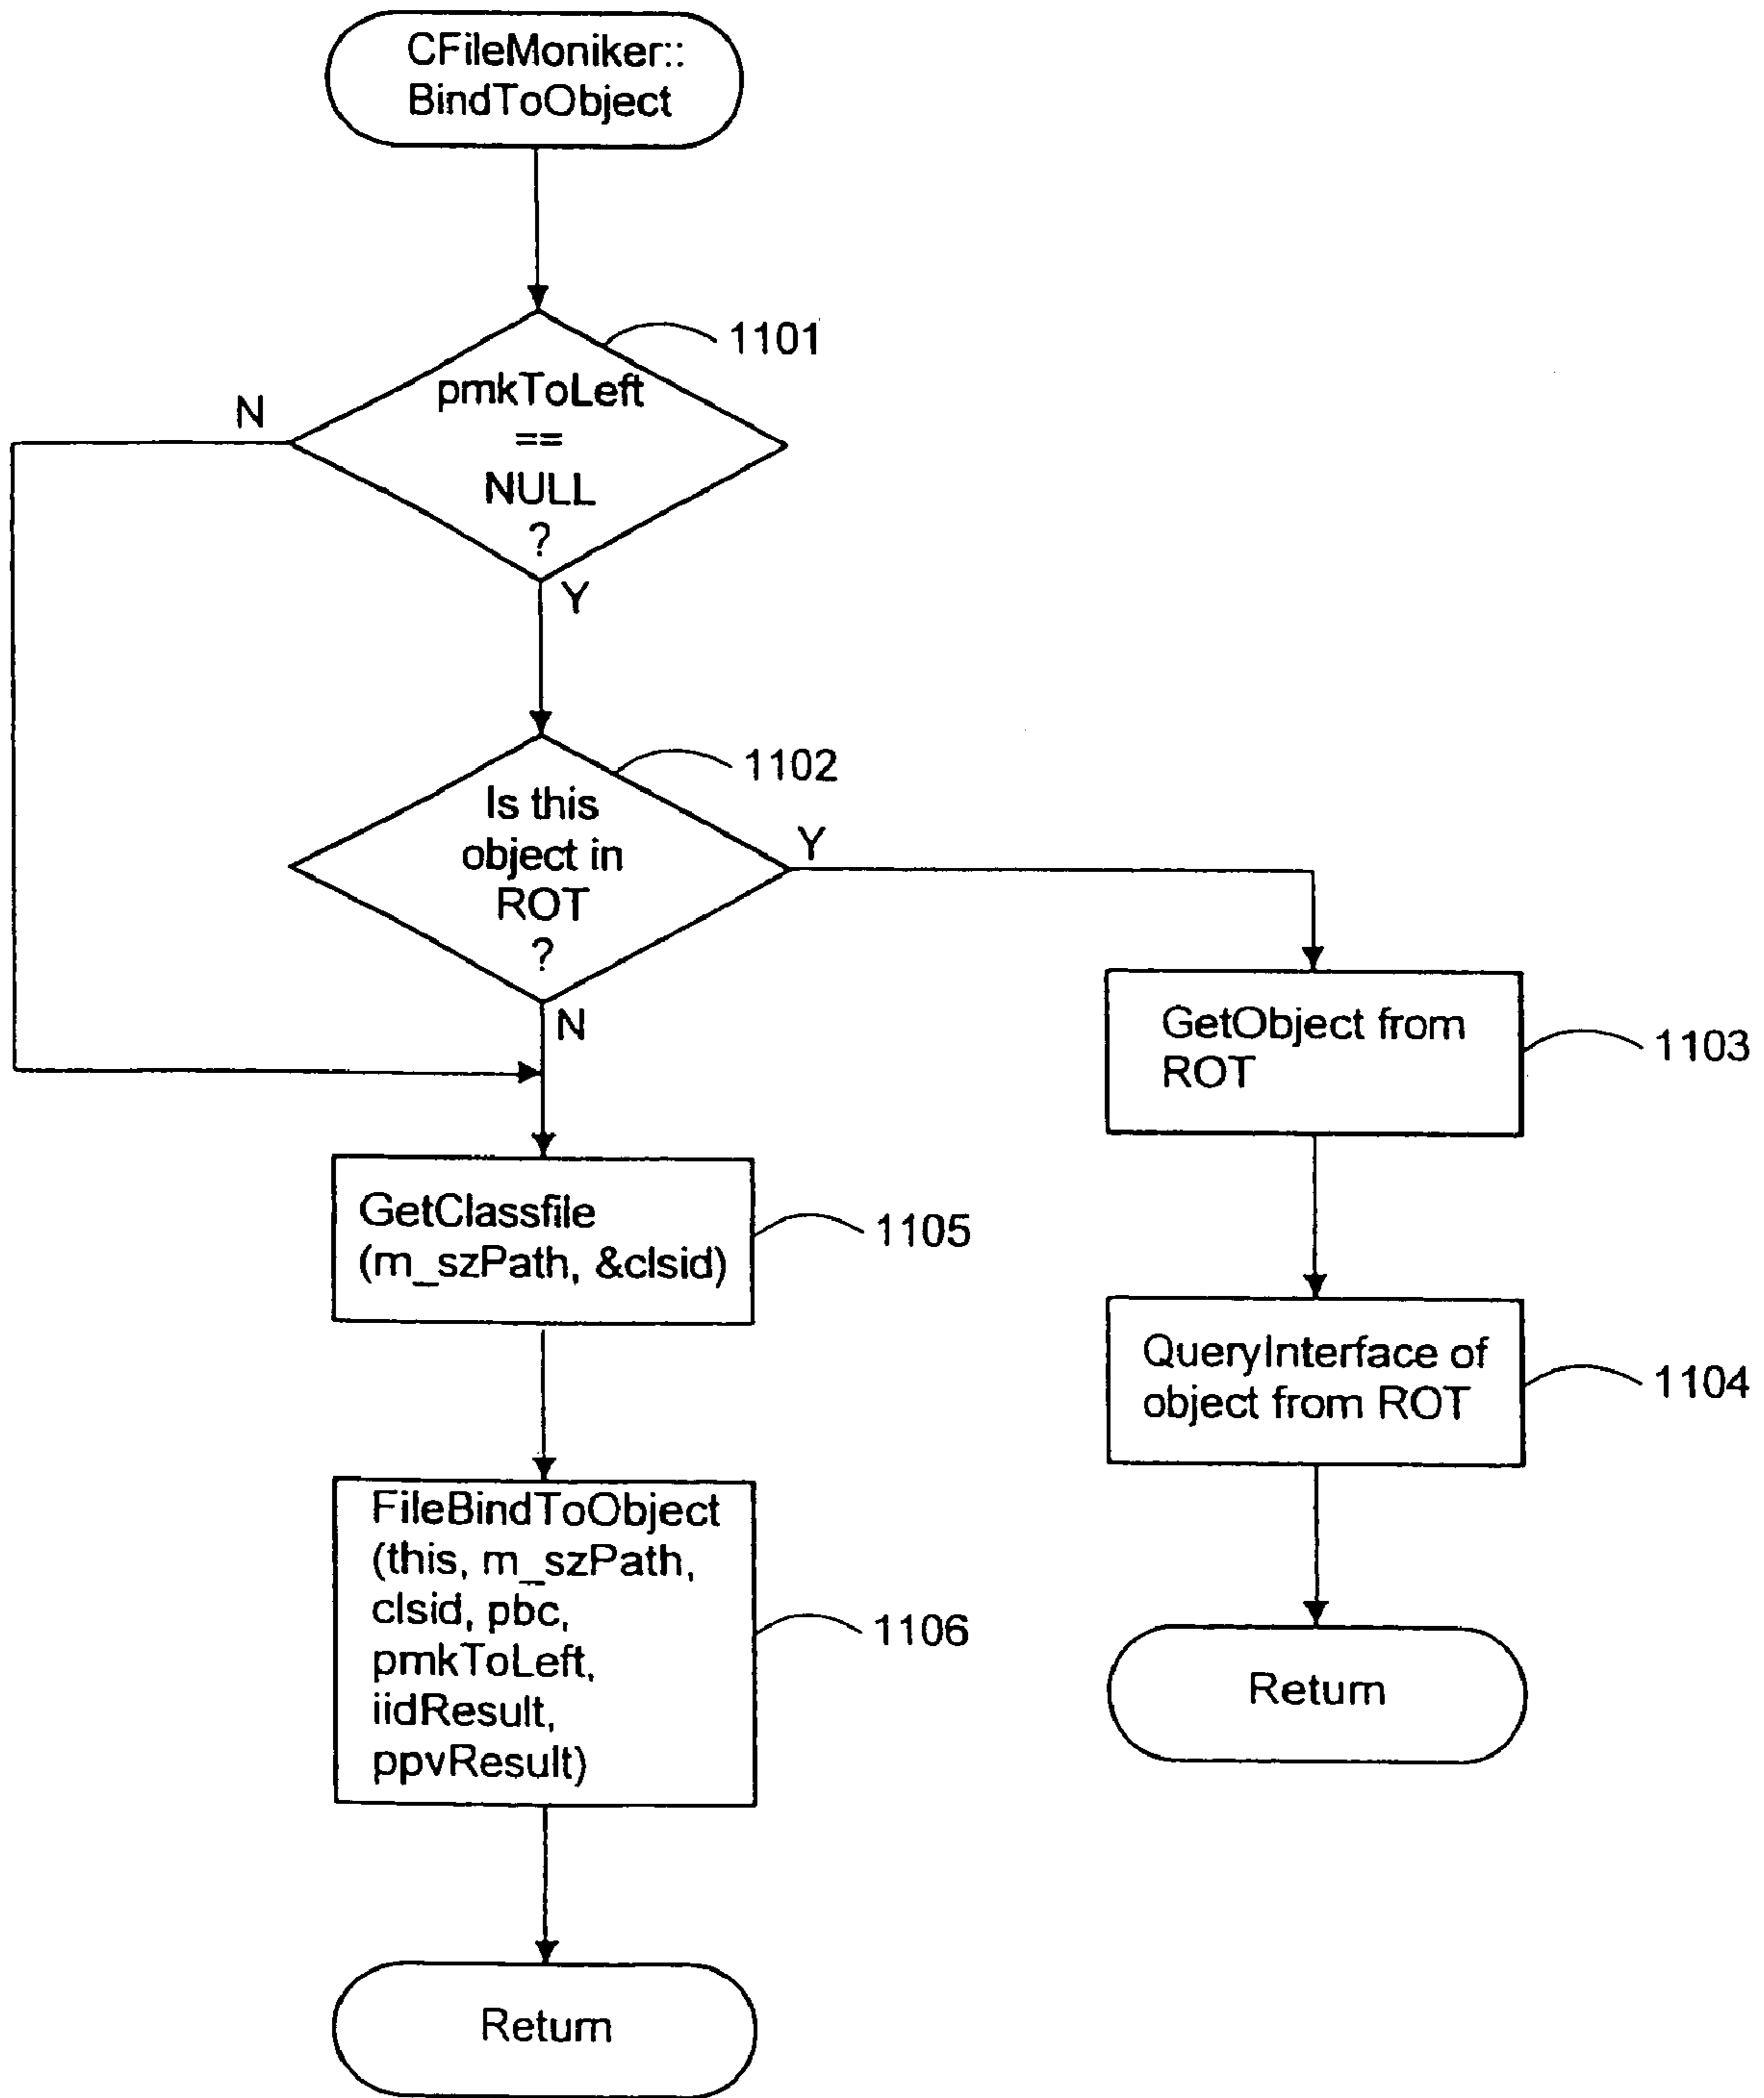 CFileMoniker::
BindToObject
1101
pmkToLeft
==
NULL
?
N
Y
1102
Is this
object in
ROT
?
Y
N
GetObject from
ROT
1103
QueryInterface of
object from ROT
1104
Return
GetClassfile
(m_szPath, &clsid)
1105
FileBindToObject
(this, m_szPath,
clsid, pbc,
pmkToLeft,
iidResult,
ppvResult)
1106
Return